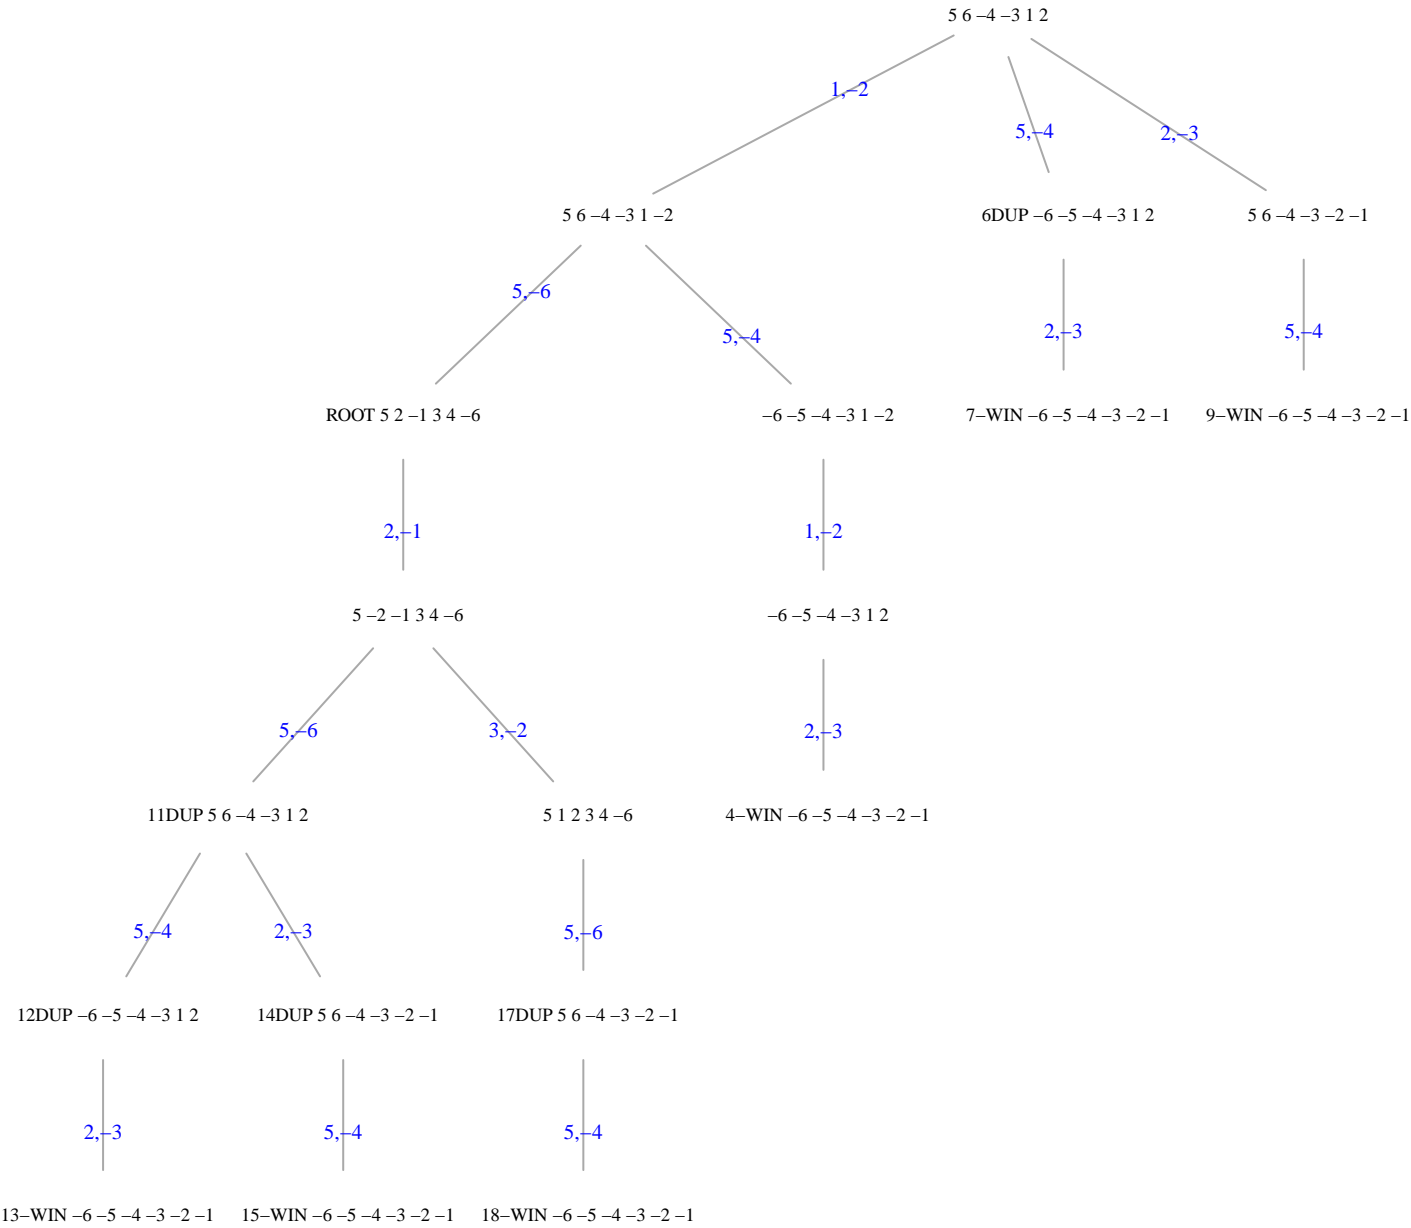 5 6 –4 –3 1 2
1,–2
5,–4
2,–3
5 6 –4 –3 1 –2
6DUP –6 –5 –4 –3 1 2
5 6 –4 –3 –2 –1
5,–6
5,–4
2,–3
5,–4
ROOT 5 2 –1 3 4 –6
–6 –5 –4 –3 1 –2
7–WIN –6 –5 –4 –3 –2 –1
9–WIN –6 –5 –4 –3 –2 –1
2,–1
1,–2
5 –2 –1 3 4 –6
–6 –5 –4 –3 1 2
5,–6
3,–2
2,–3
11DUP 5 6 –4 –3 1 2
5 1 2 3 4 –6
4–WIN –6 –5 –4 –3 –2 –1
5,–4
2,–3
5,–6
12DUP –6 –5 –4 –3 1 2
14DUP 5 6 –4 –3 –2 –1
17DUP 5 6 –4 –3 –2 –1
2,–3
5,–4
5,–4
13–WIN –6 –5 –4 –3 –2 –1
15–WIN –6 –5 –4 –3 –2 –1
18–WIN –6 –5 –4 –3 –2 –1